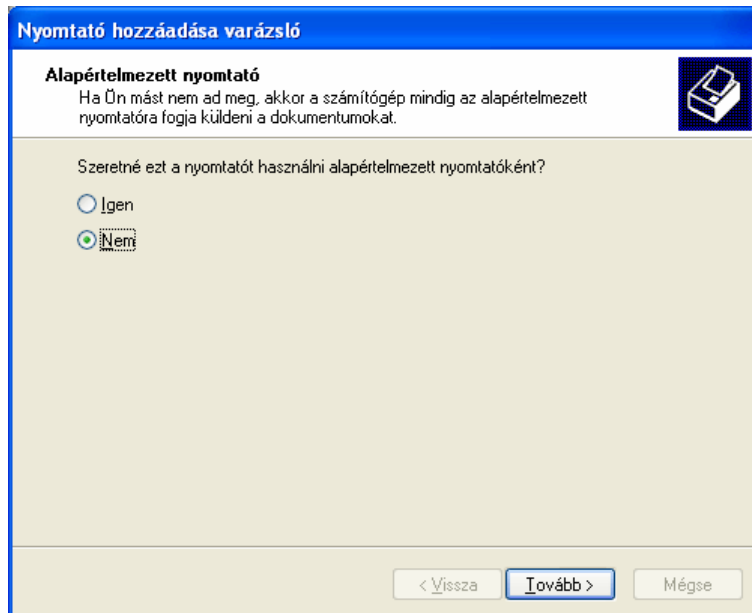 Nyomtató hozzáadása varázsló
Alapértelmezett nyomtató
Ha Ön mást nem ad meg, akkor a számítógép mindig az alapértelmezett
nyomtatóra fogja küldeni a dokumentumokat.
Szeretné ezt a nyomtatót használni alapértelmezett nyomtatóként?
Igen
Nem
< Vissza Tovább > Mégse